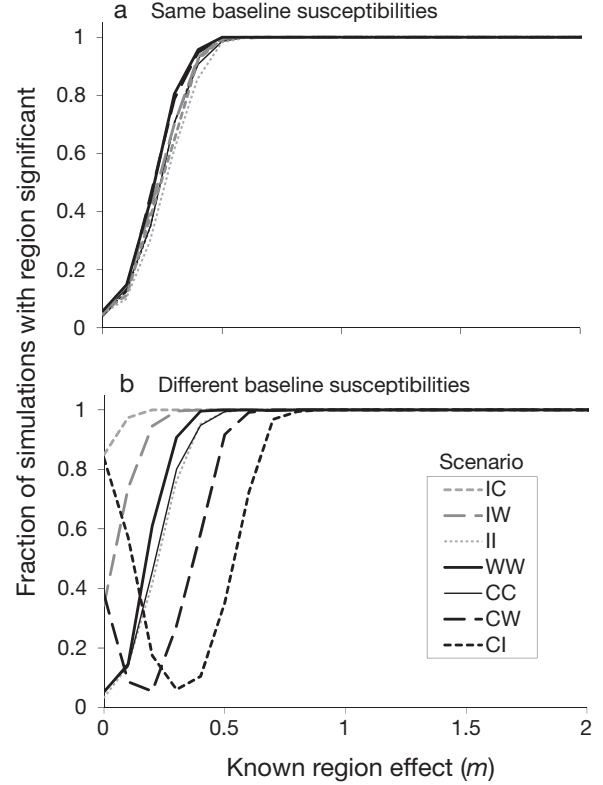 a Same baseline susceptibilities
1
0.8
0.6
0.4
0.2
0
Fraction of simulations with region significant
b Different baseline susceptibilities
1
0.8
0.6
0.4
0.2
0
0 0.5 1 1.5 2
Known region effect (m)
Scenario
IC
IW
II
WW
CC
CW
CI